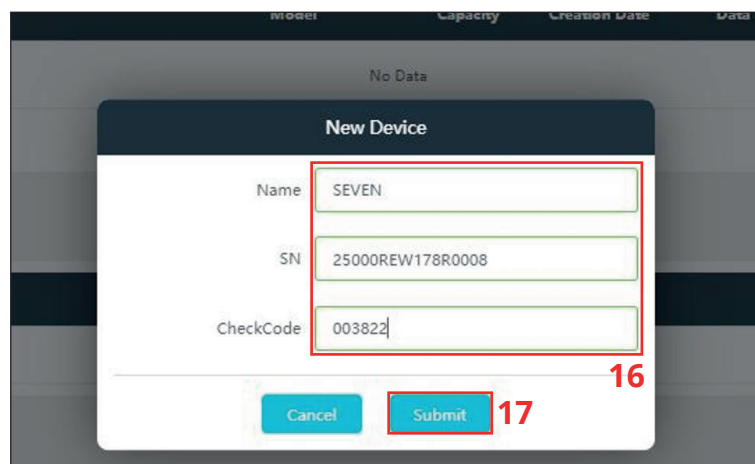 Model Capacity Creation Date Data
No Data
New Device
Name SEVEN
SN 25000REW178R0008
CheckCode 003822
16
Cancel Submit 17